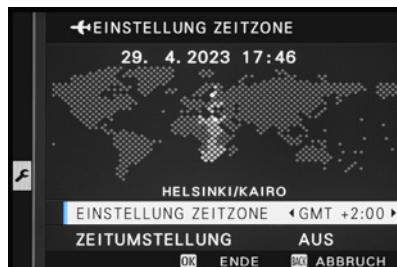 EINSTELLUNG ZEITZONE
29. 4. 2023 17:46
HELSINKI/KAIRO
EINSTELLUNG ZEITZONE GMT +2:00
ZEITUMSTELLUNG AUS
OK ENDE BACK ABBRUCH